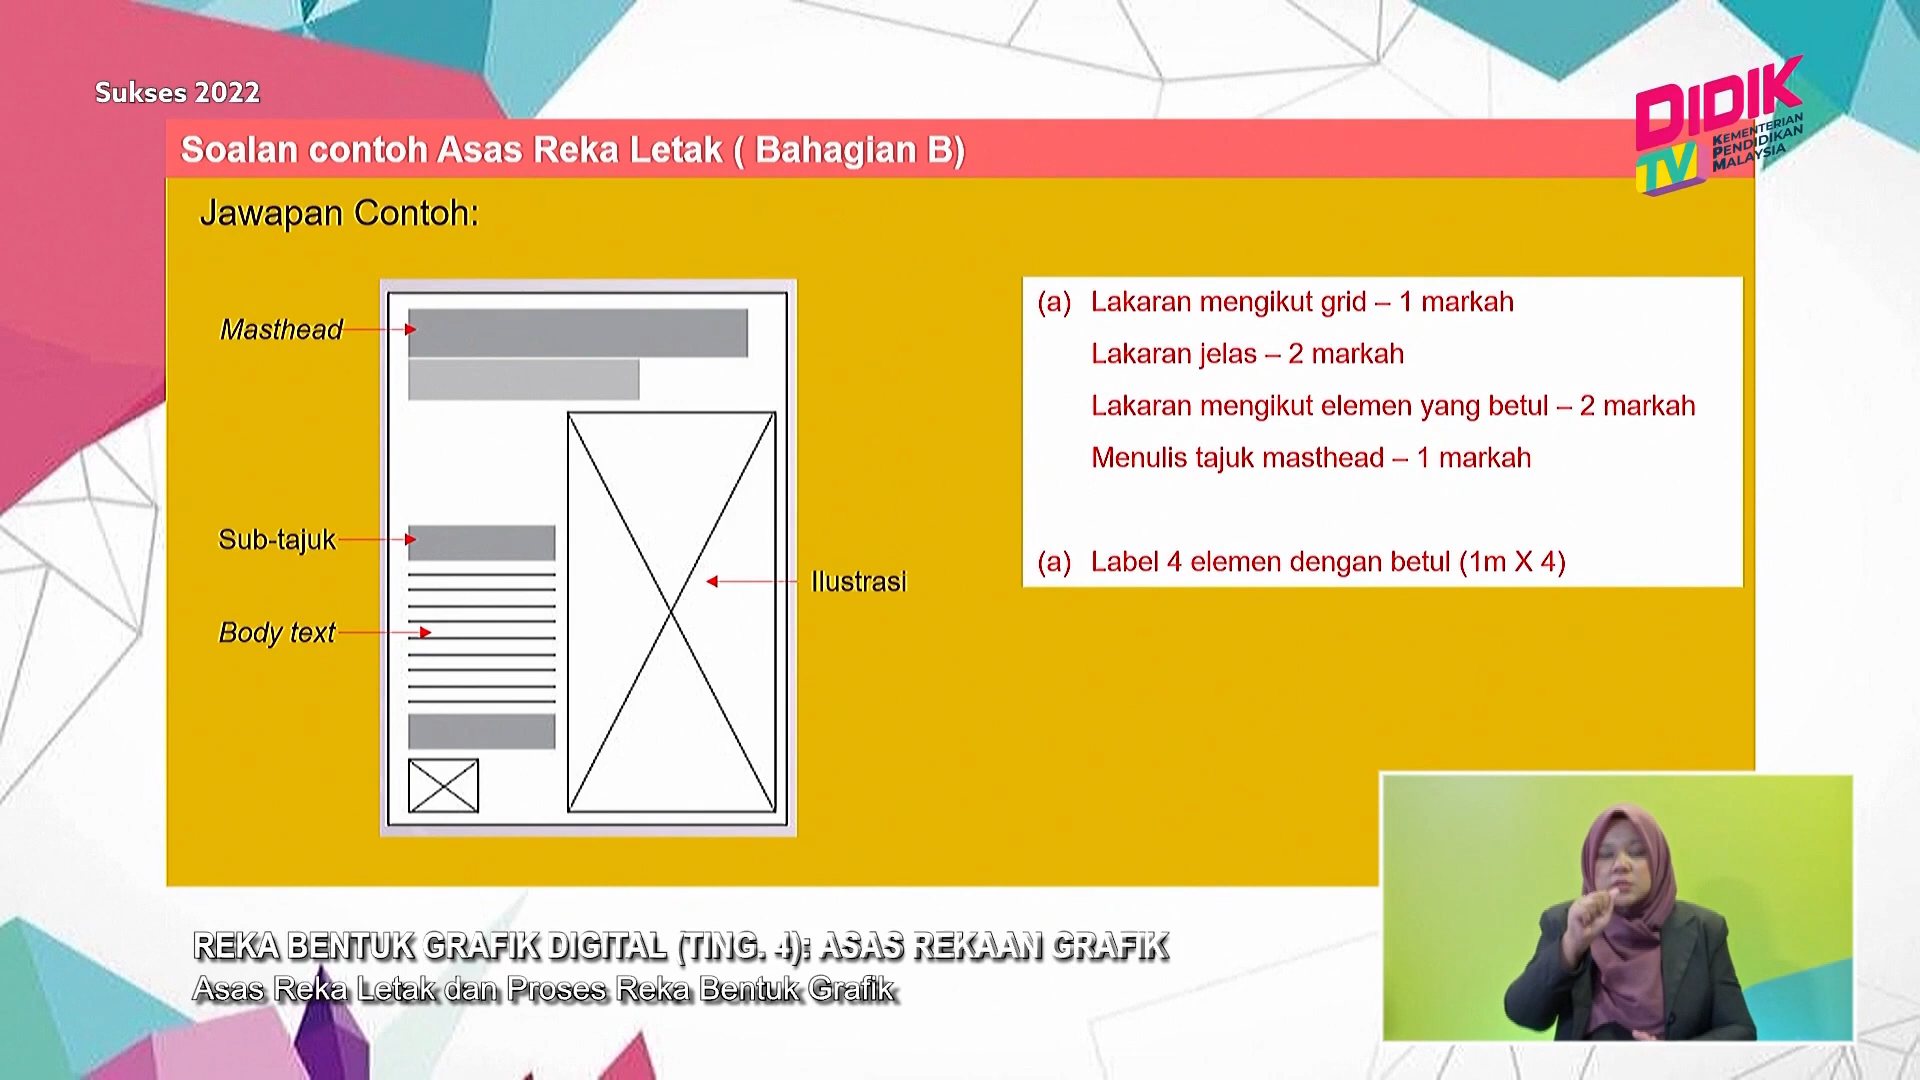 Sukses 2022
DIDIK
TV
KEMENTERIAN
PENDIDIKAN
MALAYSIA
Soalan contoh Asas Reka Letak ( Bahagian B)
Jawapan Contoh:
Masthead
Sub-tajuk
Body text
Ilustrasi
(a) Lakaran mengikut grid – 1 markah
Lakaran jelas – 2 markah
Lakaran mengikut elemen yang betul – 2 markah
Menulis tajuk masthead – 1 markah
(a) Label 4 elemen dengan betul (1m X 4)
REKA BENTUK GRAFIK DIGITAL (TING. 4): ASAS REKAAN GRAFIK
Asas Reka Letak dan Proses Reka Bentuk Grafik